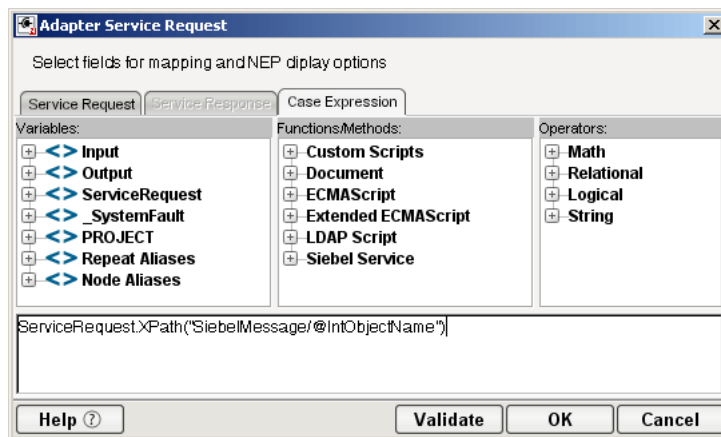 Adapter Service Request
Select fields for mapping and NEP diplay options
Service Request Service Response Case Expression
Variables: Functions/Methods: Operators:
<> Input
<> Output
<> ServiceRequest
<> _SystemFault
<> PROJECT
<> Repeat Aliases
<> Node Aliases
Custom Scripts
Document
ECMAScript
Extended ECMAScript
LDAP Script
Siebel Service
Math
Relational
Logical
String
ServiceRequest.XPath("SiebelMessage/@IntObjectName")
Help ? Validate OK Cancel